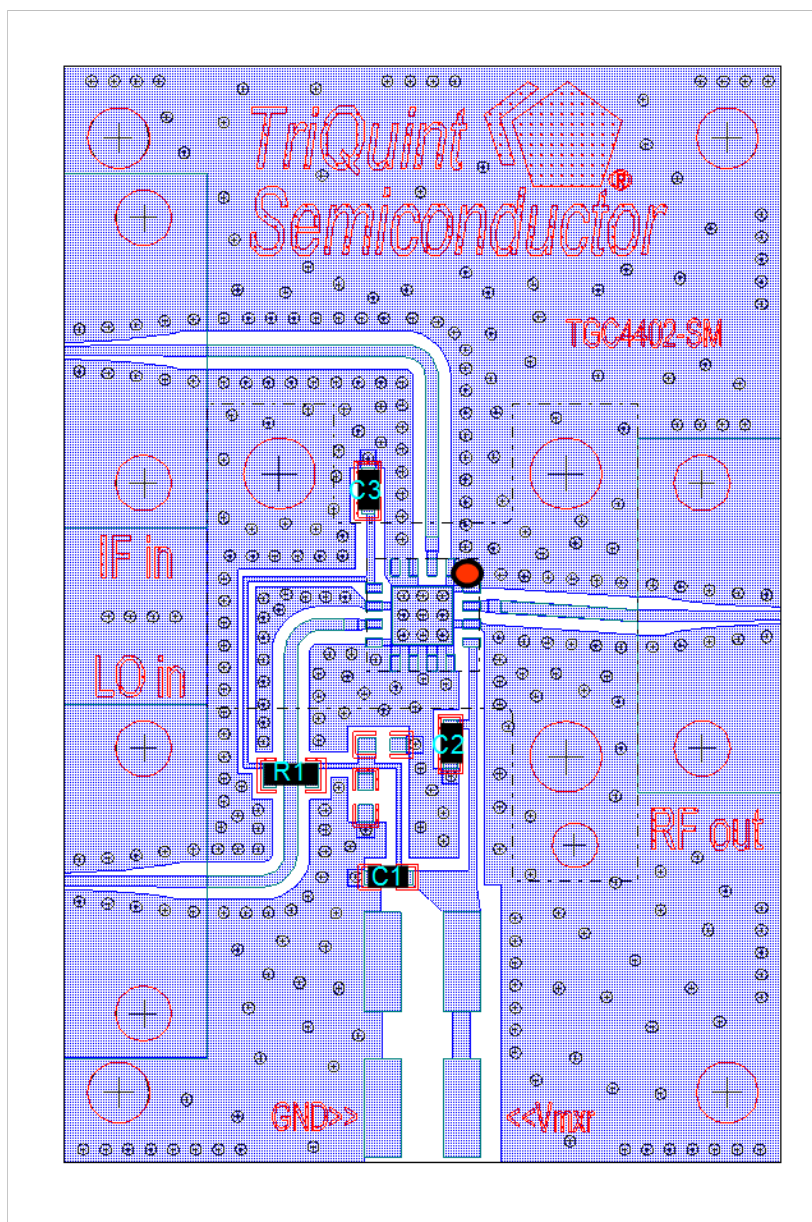 TriQuint
Semiconductor®
TGC4402-SM
C3
IF in
LO in
C2
R1
RF out
C1
GND>>
<<Vmxr